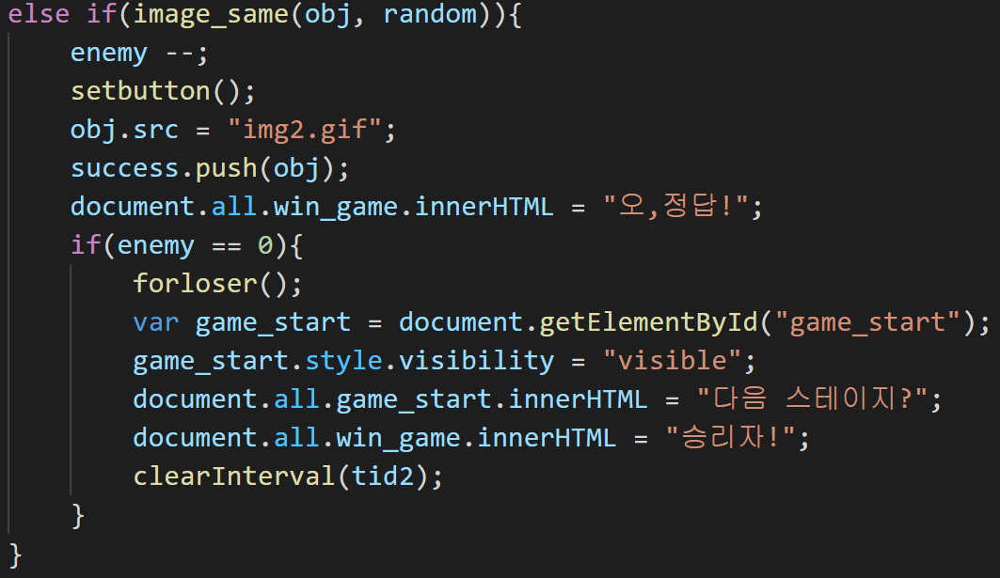 else if(image_same(obj, random)){
    enemy --;
    setbutton();
    obj.src = "img2.gif";
    success.push(obj);
    document.all.win_game.innerHTML = "오,정답!";
    if(enemy == 0){
        forloser();
        var game_start = document.getElementById("game_start");
        game_start.style.visibility = "visible";
        document.all.game_start.innerHTML = "다음 스테이지?";
        document.all.win_game.innerHTML = "승리자!";
        clearInterval(tid2);
    }
}